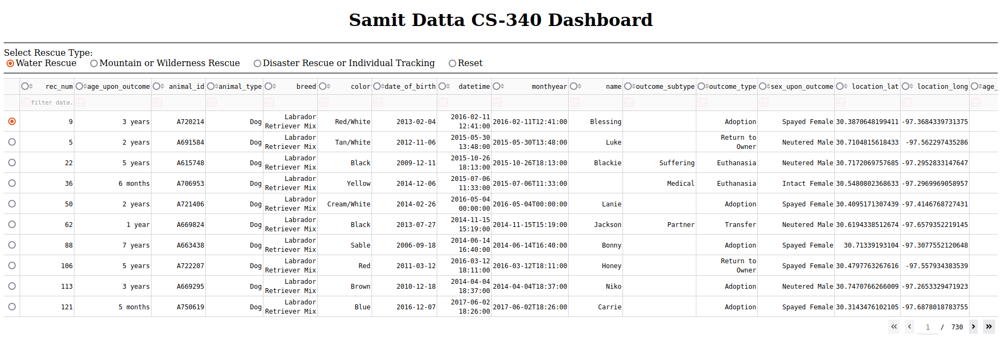 Samit Datta CS-340 Dashboard
Select Rescue Type:
Water Rescue Mountain or Wilderness Rescue Disaster Rescue or Individual Tracking Reset
rec_num age_upon_outcome animal_id animal_type breed color date_of_birth datetime monthyear name outcome_subtype outcome_type sex_upon_outcome location_lat location_long age_
Aa filter data. Aa Aa Aa Aa Aa Aa Aa Aa Aa Aa Aa Aa Aa Aa Aa
9 3 years A720214 Dog Labrador Retriever Mix Red/White 2013-02-04 2016-02-11 12:41:00 2016-02-11T12:41:00 Blessing Adoption Spayed Female 30.3870648199411 -97.3684339731375
5 2 years A691584 Dog Labrador Retriever Mix Tan/White 2012-11-06 2015-05-30 13:48:00 2015-05-30T13:48:00 Luke Return to Owner Neutered Male 30.7104815618433 -97.562297435286
22 5 years A615748 Dog Labrador Retriever Mix Black 2009-12-11 2015-10-26 18:13:00 2015-10-26T18:13:00 Blackie Suffering Euthanasia Neutered Male 30.7172069757685 -97.2952833147647
36 6 months A706953 Dog Labrador Retriever Mix Yellow 2014-12-06 2015-07-06 11:33:00 2015-07-06T11:33:00 Medical Euthanasia Intact Female 30.5480802368633 -97.2969969058957
50 2 years A721406 Dog Labrador Retriever Mix Cream/White 2014-02-26 2016-05-04 00:00:00 2016-05-04T00:00:00 Lanie Adoption Spayed Female 30.4095171307439 -97.4146768727431
62 1 year A669824 Dog Labrador Retriever Mix Black 2013-07-27 2014-11-15 15:19:00 2014-11-15T15:19:00 Jackson Partner Transfer Neutered Male 30.6194338512674 -97.6579352219145
88 7 years A663438 Dog Labrador Retriever Mix Sable 2006-09-18 2014-06-14 16:40:00 2014-06-14T16:40:00 Bonny Adoption Spayed Female 30.71339193104 -97.3077552120648
106 5 years A722207 Dog Labrador Retriever Mix Red 2011-03-12 2016-03-12 18:11:00 2016-03-12T18:11:00 Honey Return to Owner Spayed Female 30.4797763267616 -97.557934383539
113 3 years A669295 Dog Labrador Retriever Mix Brown 2010-12-18 2014-04-04 18:37:00 2014-04-04T18:37:00 Niko Adoption Neutered Male 30.7470766266009 -97.2653329471923
121 5 months A750619 Dog Labrador Retriever Mix Blue 2016-12-07 2017-06-02 18:26:00 2017-06-02T18:26:00 Carrie Adoption Spayed Female 30.3143476102105 -97.6878018783755
1 / 730